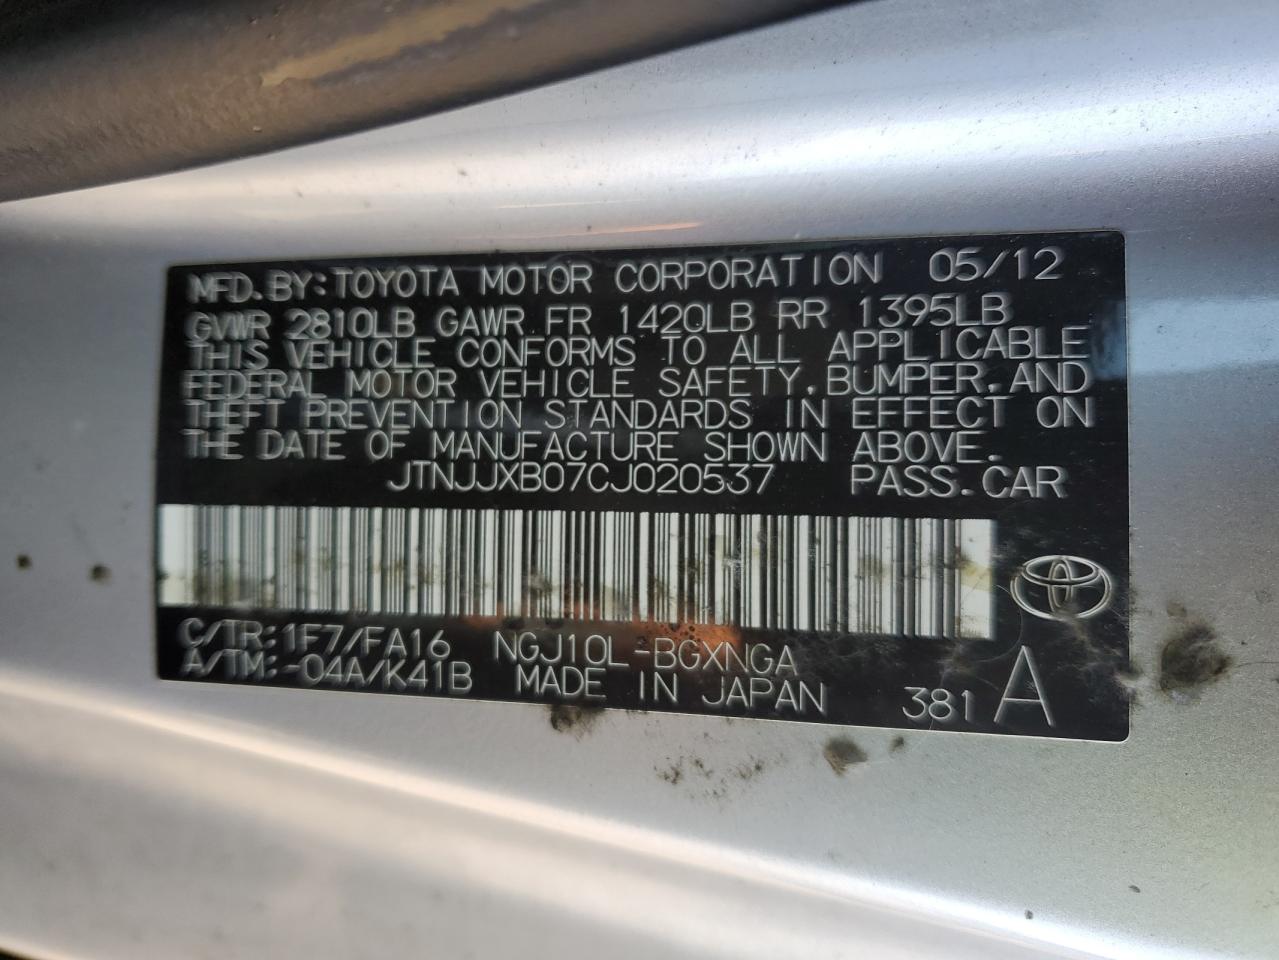 MFD. BY: TOYOTA MOTOR CORPORATION 05/12
GVWR 2810LB GAWR FR 1420LB RR 1395LB
THIS VEHICLE CONFORMS TO ALL APPLICABLE
FEDERAL MOTOR VEHICLE SAFETY, BUMPER, AND
THEFT PREVENTION STANDARDS IN EFFECT ON
THE DATE OF MANUFACTURE SHOWN ABOVE.
JTNJJXB07CJ020537 PASS. CAR
C/TR: 1F7/FA16 NGJ10L-BGXNGA
A/TM: -04A/K41B MADE IN JAPAN 381 A